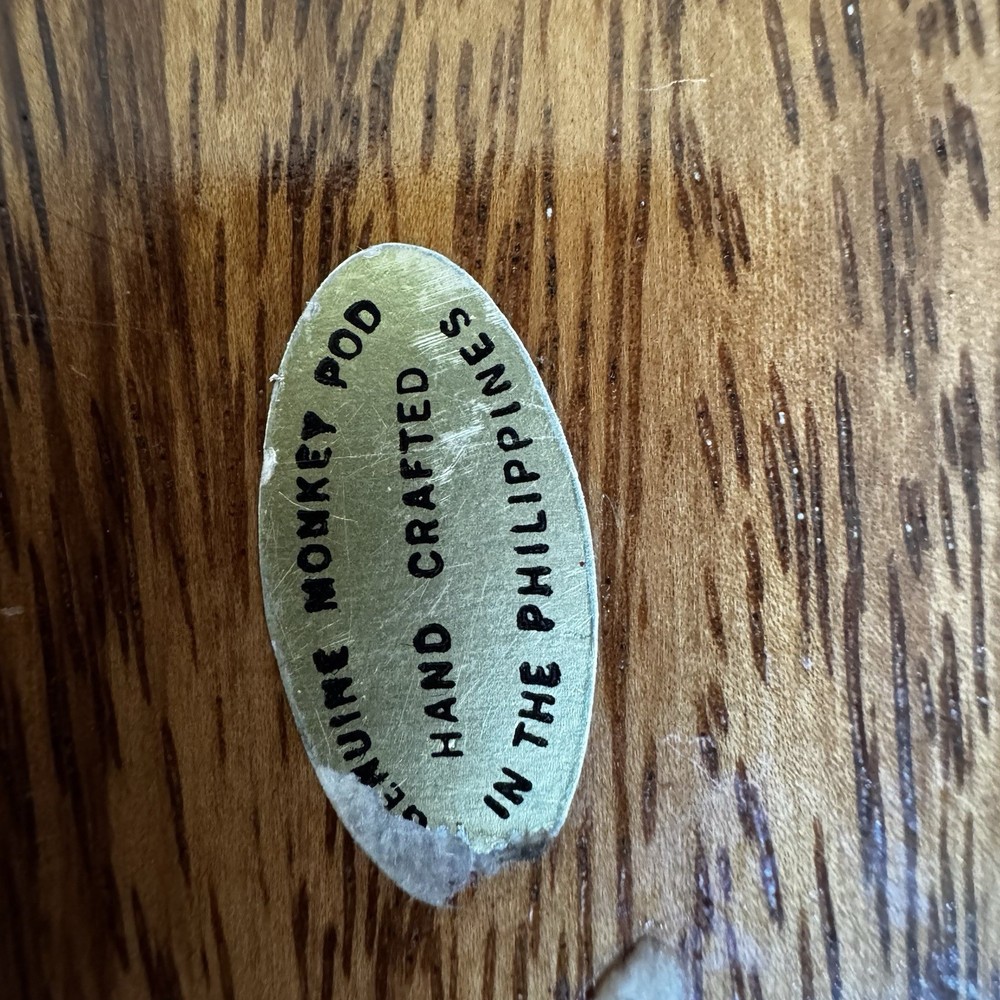 GENUINE MONKEY POD
HAND CRAFTED
IN THE PHILIPPINES